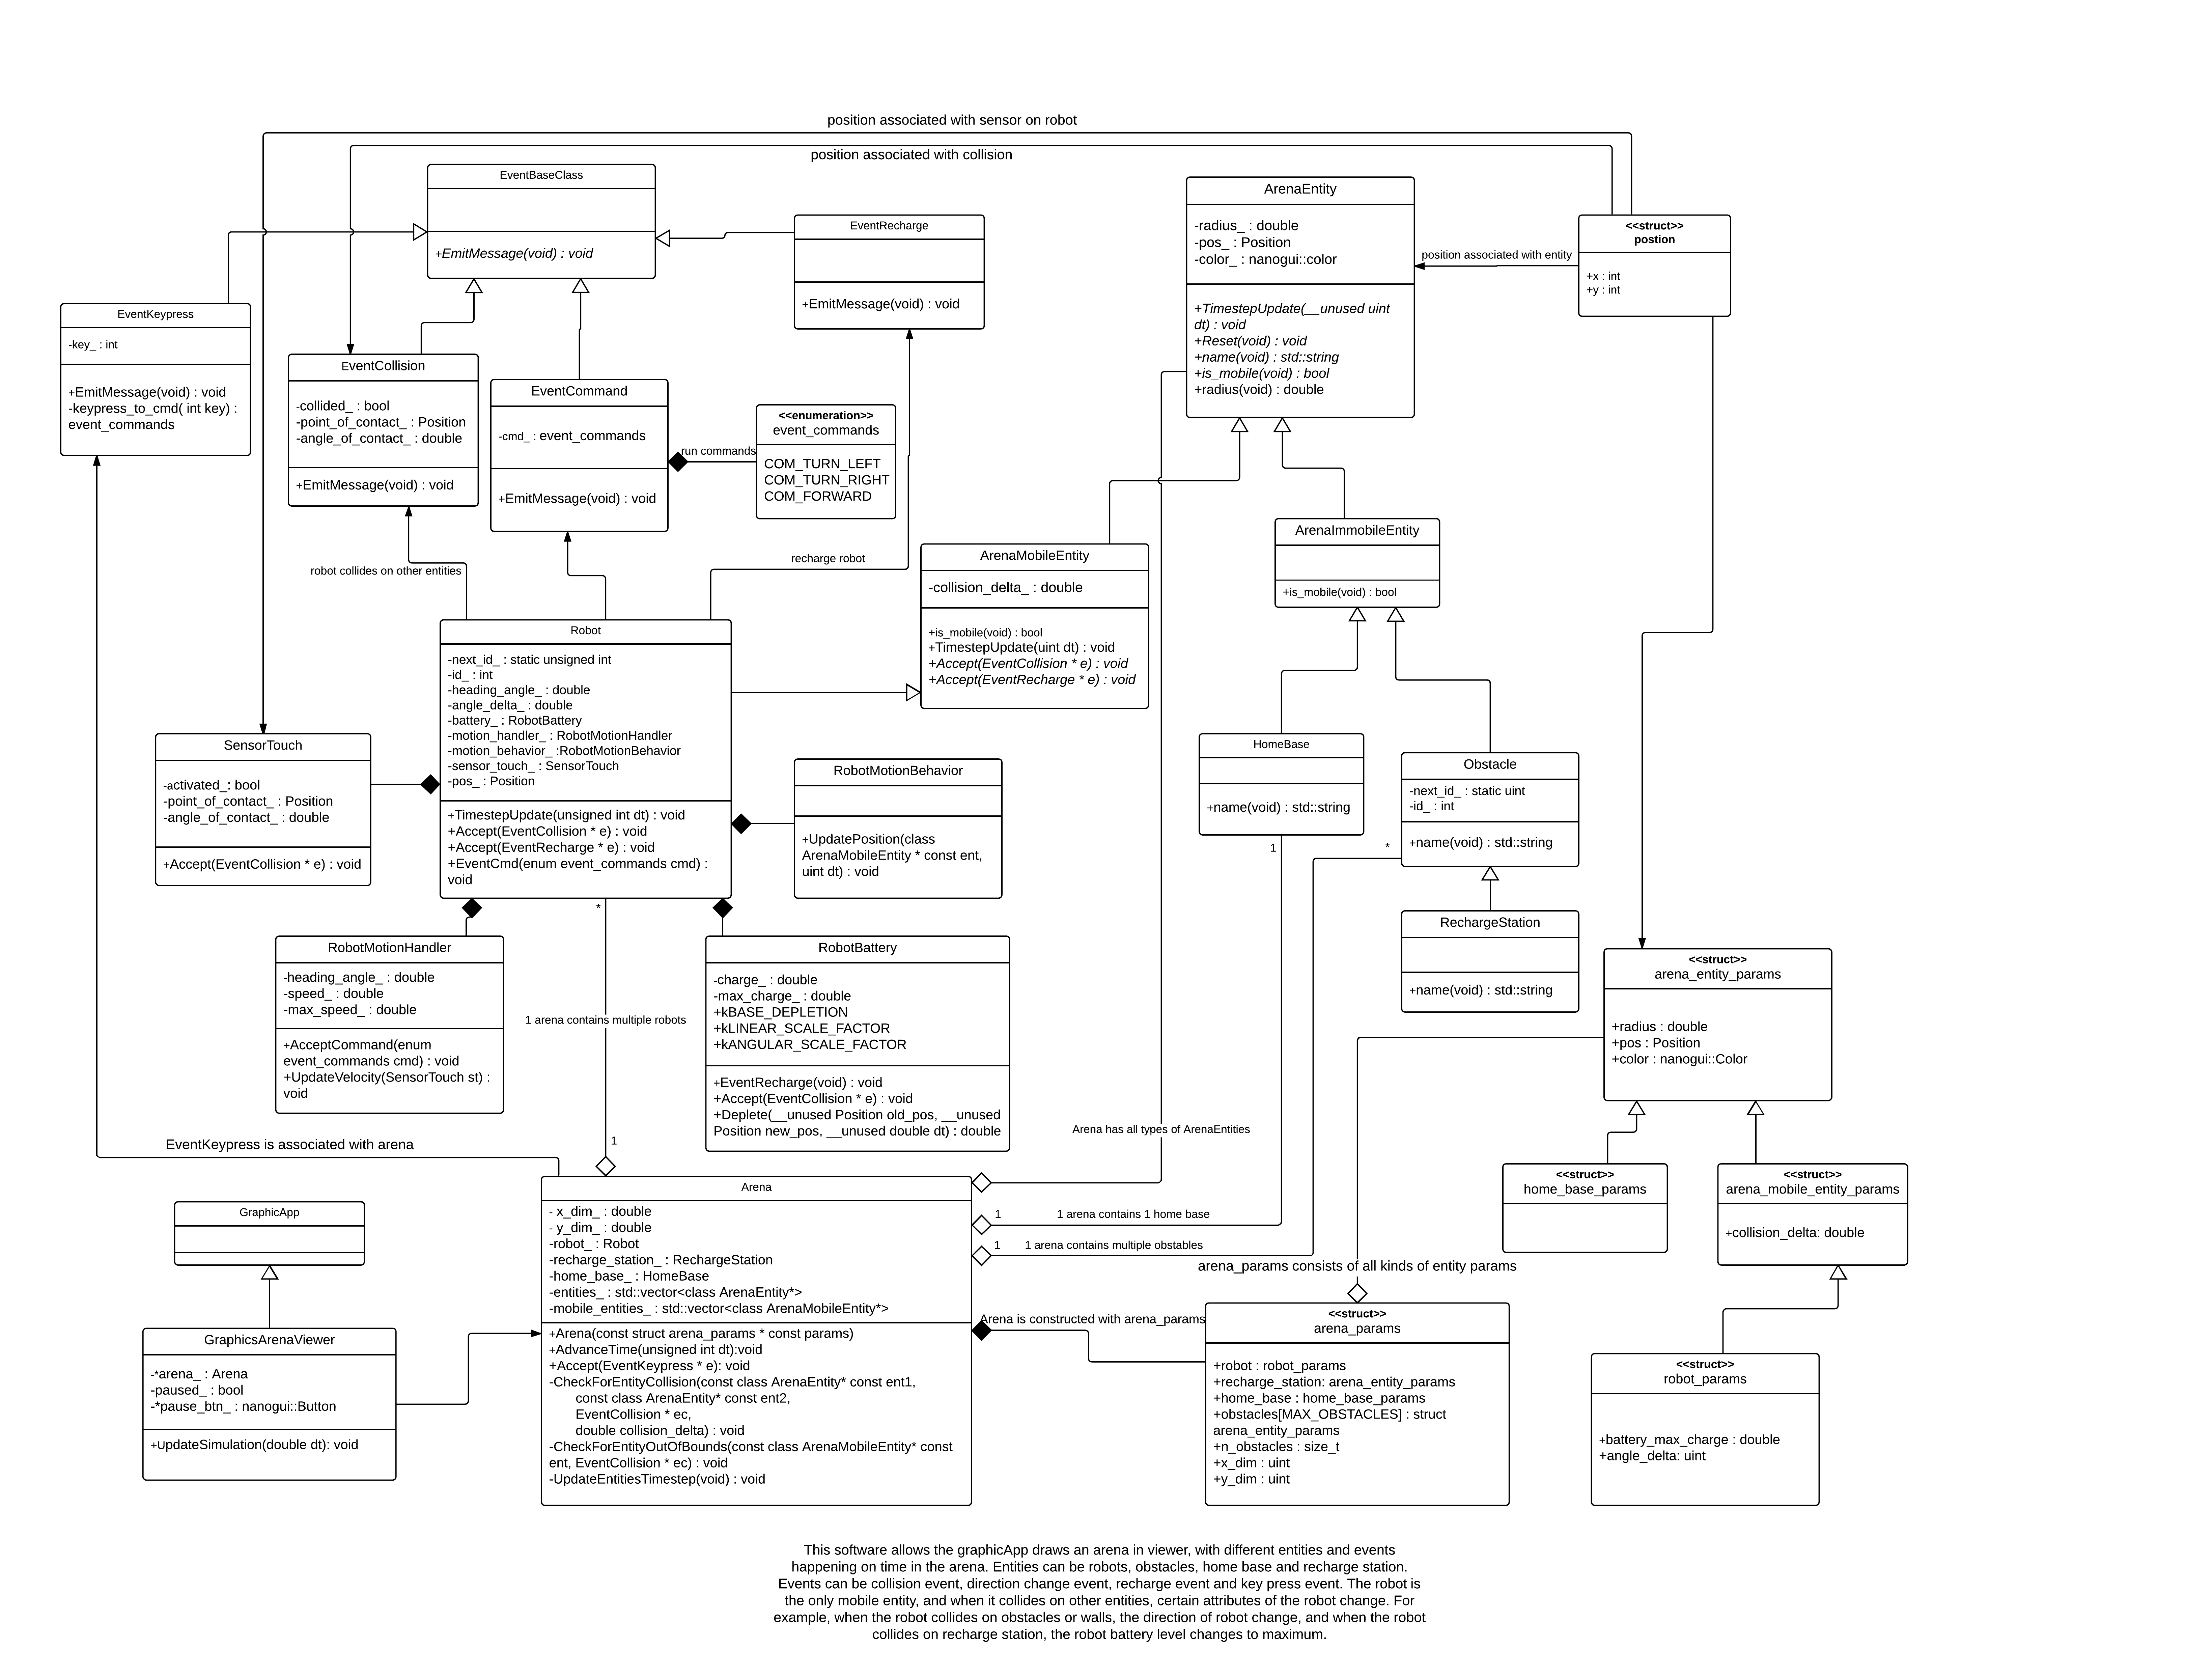 position associated with sensor on robot
position associated with collision
EventBaseClass
+EmitMessage(void) : void
EventRecharge
+EmitMessage(void) : void
ArenaEntity
-radius_ : double
-pos_ : Position
-color_ : nanogui::color
+TimestepUpdate(__unused uint
dt) : void
+Reset(void) : void
+name(void) : std::string
+is_mobile(void) : bool
+radius(void) : double
position associated with entity
<<struct>>
postion
+x : int
+y : int
EventKeypress
-key_ : int
+EmitMessage(void) : void
-keypress_to_cmd( int key) :
event_commands
EventCollision
-collided_ : bool
-point_of_contact_ : Position
-angle_of_contact_ : double
+EmitMessage(void) : void
EventCommand
-cmd_ : event_commands
+EmitMessage(void) : void
run commands
<<enumeration>>
event_commands
COM_TURN_LEFT
COM_TURN_RIGHT
COM_FORWARD
robot collides on other entities
recharge robot
ArenaMobileEntity
-collision_delta_ : double
+is_mobile(void) : bool
+TimestepUpdate(uint dt) : void
+Accept(EventCollision * e) : void
+Accept(EventRecharge * e) : void
ArenaImmobileEntity
+is_mobile(void) : bool
Robot
-next_id_ : static unsigned int
-id_ : int
-heading_angle_ : double
-angle_delta_ : double
-battery_ : RobotBattery
-motion_handler_ : RobotMotionHandler
-motion_behavior_ :RobotMotionBehavior
-sensor_touch_ : SensorTouch
-pos_ : Position
+TimestepUpdate(unsigned int dt) : void
+Accept(EventCollision * e) : void
+Accept(EventRecharge * e) : void
+EventCmd(enum event_commands cmd) :
void
SensorTouch
-activated_: bool
-point_of_contact_ : Position
-angle_of_contact_ : double
+Accept(EventCollision * e) : void
RobotMotionBehavior
+UpdatePosition(class
ArenaMobileEntity * const ent,
uint dt) : void
HomeBase
+name(void) : std::string
Obstacle
-next_id_ : static uint
-id_ : int
+name(void) : std::string
1
*
*
RechargeStation
+name(void) : std::string
RobotMotionHandler
-heading_angle_ : double
-speed_ : double
-max_speed_ : double
+AcceptCommand(enum
event_commands cmd) : void
+UpdateVelocity(SensorTouch st) :
void
1 arena contains multiple robots
1
RobotBattery
-charge_ : double
-max_charge_ : double
+kBASE_DEPLETION
+kLINEAR_SCALE_FACTOR
+kANGULAR_SCALE_FACTOR
+EventRecharge(void) : void
+Accept(EventCollision * e) : void
+Deplete(__unused Position old_pos, __unused
Position new_pos, __unused double dt) : double
<<struct>>
arena_entity_params
+radius : double
+pos : Position
+color : nanogui::Color
Arena has all types of ArenaEntities
EventKeypress is associated with arena
<<struct>>
home_base_params
<<struct>>
arena_mobile_entity_params
+collision_delta: double
GraphicApp
Arena
- x_dim_ : double
- y_dim_ : double
-robot_ : Robot
-recharge_station_ : RechargeStation
-home_base_ : HomeBase
-entities_ : std::vector<class ArenaEntity*>
-mobile_entities_ : std::vector<class ArenaMobileEntity*>
+Arena(const struct arena_params * const params)
+AdvanceTime(unsigned int dt):void
+Accept(EventKeypress * e): void
-CheckForEntityCollision(const class ArenaEntity* const ent1,
const class ArenaEntity* const ent2,
EventCollision * ec,
double collision_delta) : void
-CheckForEntityOutOfBounds(const class ArenaMobileEntity* const
ent, EventCollision * ec) : void
-UpdateEntitiesTimestep(void) : void
1
1 arena contains 1 home base
1
1 arena contains multiple obstables
arena_params consists of all kinds of entity params
Arena is constructed with arena_params
<<struct>>
arena_params
+robot : robot_params
+recharge_station: arena_entity_params
+home_base : home_base_params
+obstacles[MAX_OBSTACLES] : struct
arena_entity_params
+n_obstacles : size_t
+x_dim : uint
+y_dim : uint
GraphicsArenaViewer
-*arena_ : Arena
-paused_ : bool
-*pause_btn_ : nanogui::Button
+UpdateSimulation(double dt): void
<<struct>>
robot_params
+battery_max_charge : double
+angle_delta: uint
This software allows the graphicApp draws an arena in viewer, with different entities and events
happening on time in the arena. Entities can be robots, obstacles, home base and recharge station.
Events can be collision event, direction change event, recharge event and key press event. The robot is
the only mobile entity, and when it collides on other entities, certain attributes of the robot change. For
example, when the robot collides on obstacles or walls, the direction of robot change, and when the robot
collides on recharge station, the robot battery level changes to maximum.